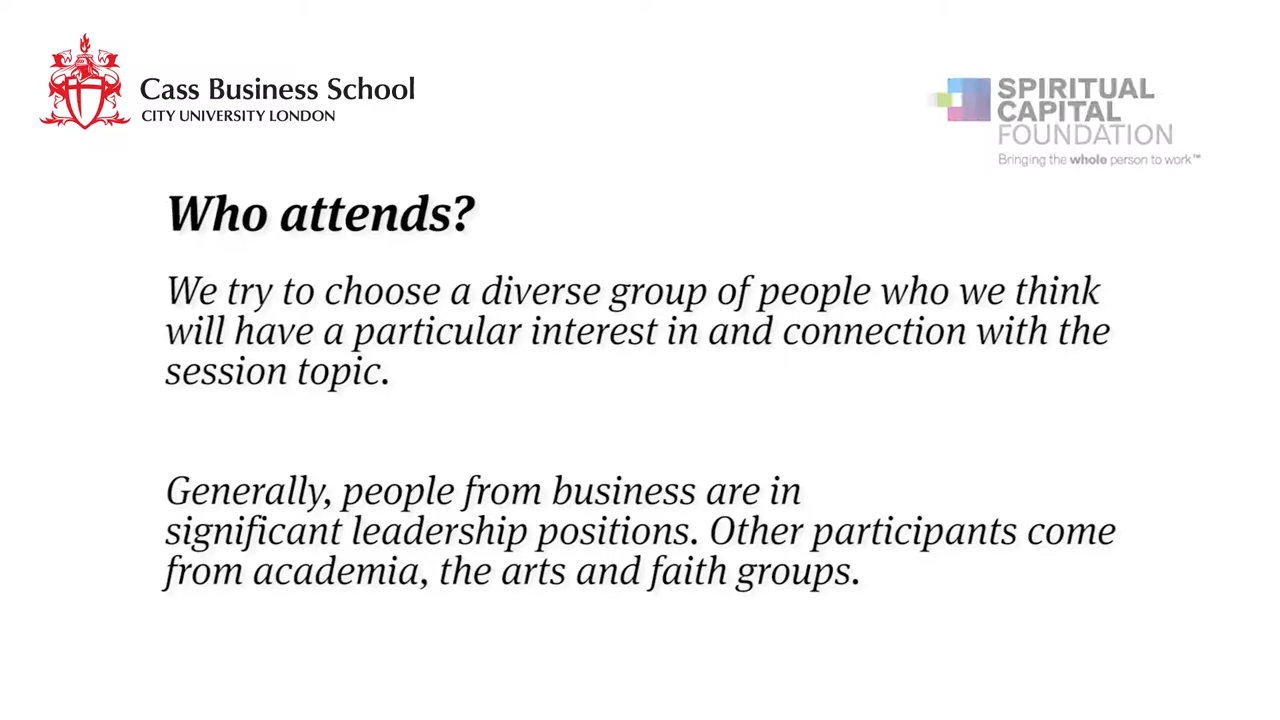 Cass Business School
CITY UNIVERSITY LONDON
SPIRITUAL
CAPITAL
FOUNDATION
Bringing the whole person to work™
Who attends?
We try to choose a diverse group of people who we think
will have a particular interest in and connection with the
session topic.
Generally, people from business are in
significant leadership positions. Other participants come
from academia, the arts and faith groups.